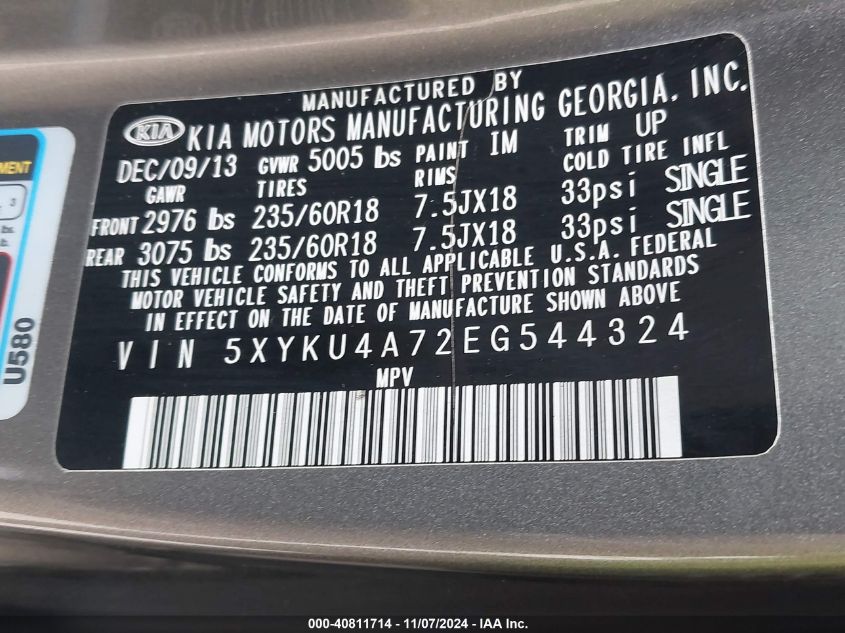 MANUFACTURED BY
KIA KIA MOTORS MANUFACTURING GEORGIA, INC.
DEC/09/13 GVWR 5005 lbs PAINT IM TRIM UP
GAWR TIRES RIMS COLD TIRE INFL
FRONT 2976 lbs 235/60R18 7.5JX18 33psi SINGLE
REAR 3075 lbs 235/60R18 7.5JX18 33psi SINGLE
THIS VEHICLE CONFORMS TO ALL APPLICABLE U.S.A. FEDERAL
MOTOR VEHICLE SAFETY AND THEFT PREVENTION STANDARDS
IN EFFECT ON THE DATE OF MANUFACTURE SHOWN ABOVE
VIN 5XYKU4A72EG544324
MPV
3
U580
000-40811714 - 11/07/2024 - IAA Inc.